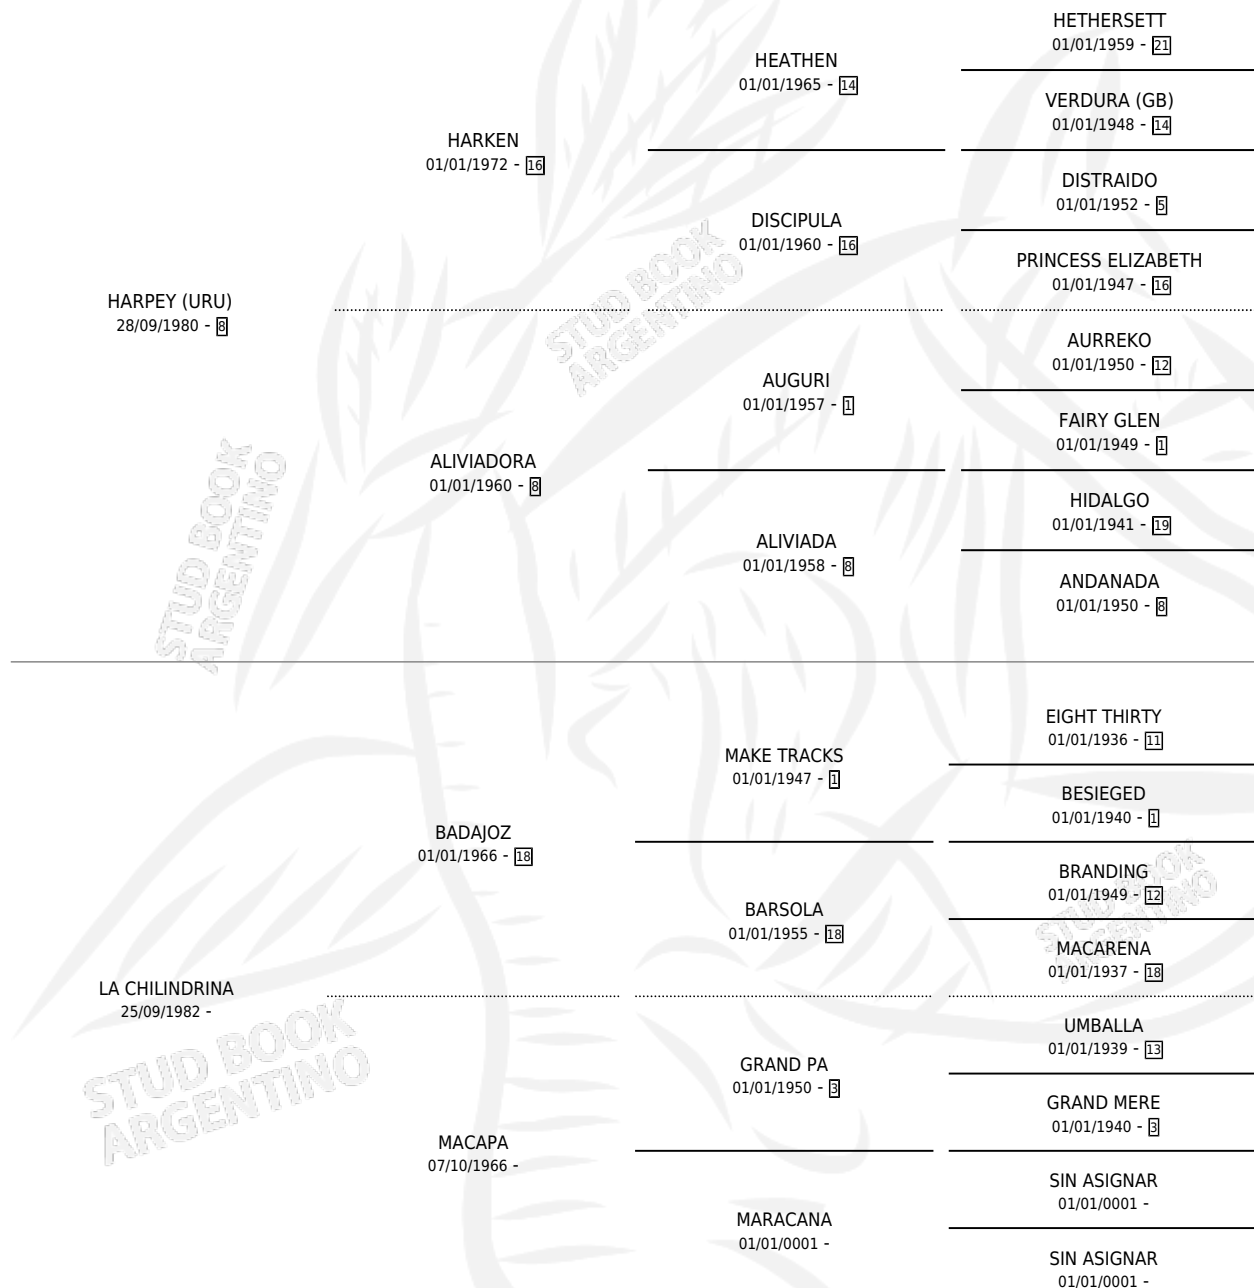 HETHERSETT
01/01/1959 - 21
HEATHEN
01/01/1965 - 14
VERDURA (GB)
01/01/1948 - 14
HARKEN
01/01/1972 - 16
DISTRAIDO
01/01/1952 - 5
DISCIPULA
01/01/1960 - 16
PRINCESS ELIZABETH
01/01/1947 - 16
HARPEY (URU)
28/09/1980 - 8
STUD BOOK
ARGENTINO
AURREKO
01/01/1950 - 12
AUGURI
01/01/1957 - 1
FAIRY GLEN
01/01/1949 - 1
ALIVIADORA
01/01/1960 - 8
HIDALGO
01/01/1941 - 19
ALIVIADA
01/01/1958 - 8
ANDANADA
01/01/1950 - 8
STUD BOOK
ARGENTINO
EIGHT THIRTY
01/01/1936 - 11
MAKE TRACKS
01/01/1947 - 1
BESIEGED
01/01/1940 - 1
BADAJOZ
01/01/1966 - 18
BRANDING
01/01/1949 - 12
BARSOLA
01/01/1955 - 18
MACARENA
01/01/1937 - 18
STUD BOOK
ARGENTINO
LA CHILINDRINA
25/09/1982 -
UMBALLA
01/01/1939 - 13
GRAND PA
01/01/1950 - 3
GRAND MERE
01/01/1940 - 3
STUD BOOK
ARGENTINO
MACAPA
07/10/1966 -
SIN ASIGNAR
01/01/0001 -
MARACANA
01/01/0001 -
SIN ASIGNAR
01/01/0001 -